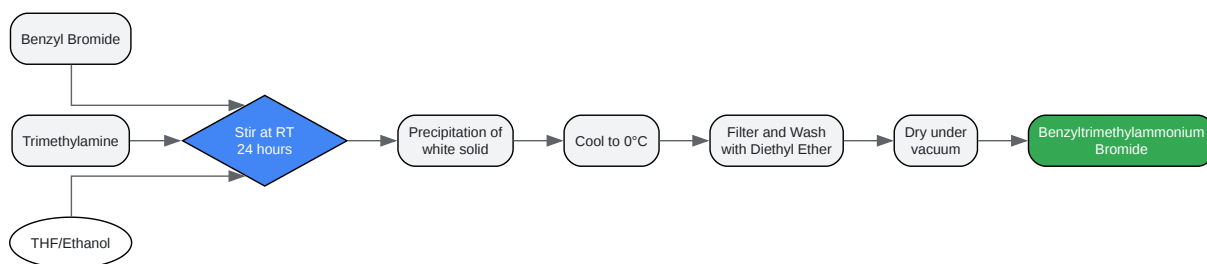 Benzyl Bromide
Trimethylamine
THF/Ethanol
Stir at RT
24 hours
Precipitation of
white solid
Cool to 0°C
Filter and Wash
with Diethyl Ether
Dry under
vacuum
Benzyltrimethylammonium
Bromide